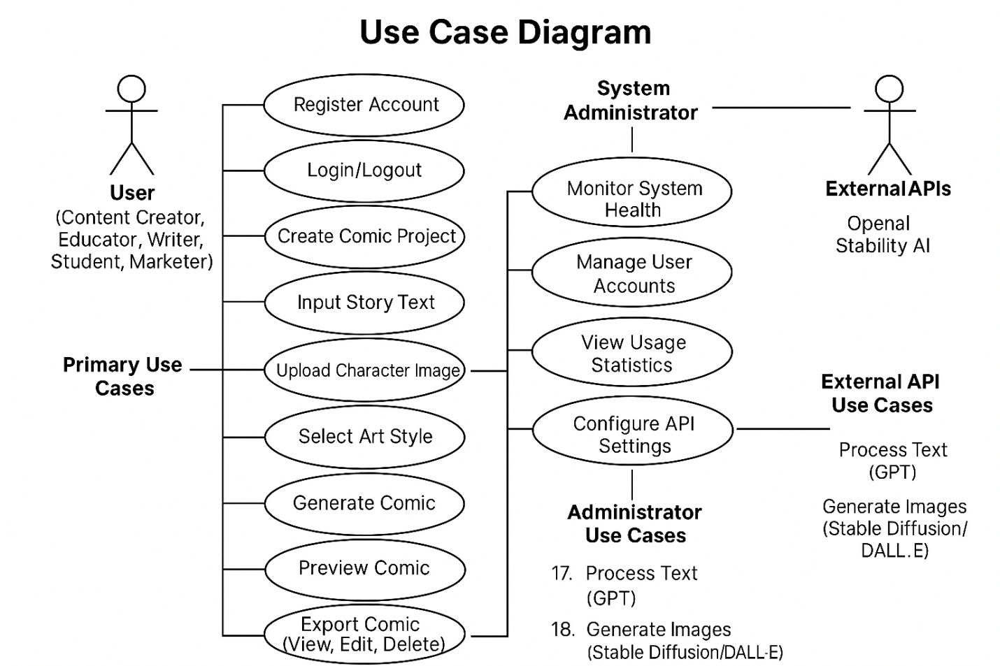 Use Case Diagram
User
(Content Creator,
Educator, Writer,
Student, Marketer)
Primary Use
Cases
Register Account
Login/Logout
Create Comic Project
Input Story Text
Upload Character Image
Select Art Style
Generate Comic
Preview Comic
Export Comic
(View, Edit, Delete)
System
Administrator
Monitor System
Health
Manage User
Accounts
View Usage
Statistics
Configure API
Settings
Administrator
Use Cases
17. Process Text
(GPT)
18. Generate Images
(Stable Diffusion/DALL-E)
External APIs
Openal
Stability AI
External API
Use Cases
Process Text
(GPT)
Generate Images
(Stable Diffusion/
DALL.E)